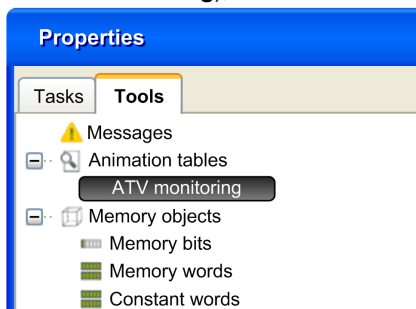 Properties
Tasks Tools
Messages
Animation tables
ATV monitoring
Memory objects
Memory bits
Memory words
Constant words